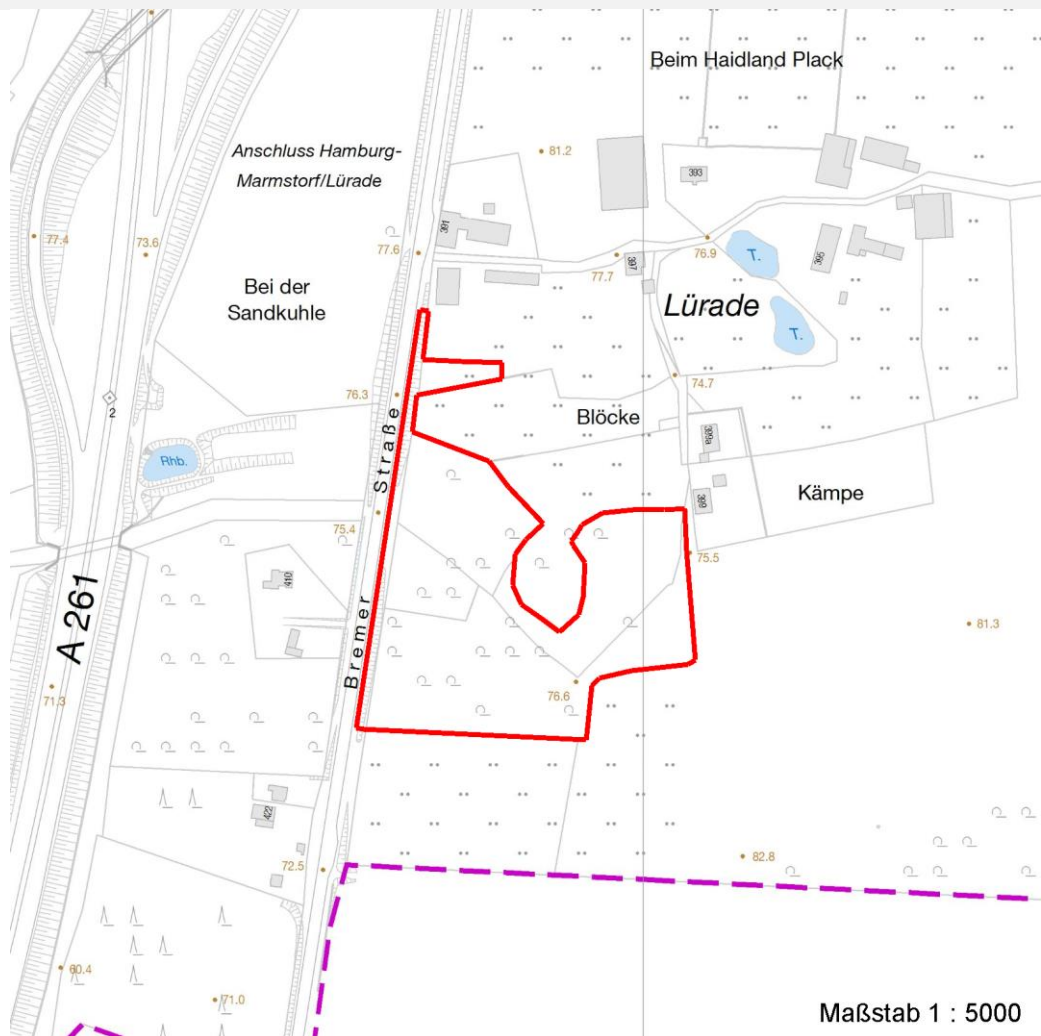 Beim Haidland Plack
Anschluss Hamburg-
Marmstorf/Lürade
81.2
393
391
77.4
73.6
77.6
77.7
397
76.9
T.
395
Bei der
Sandkuhle
Lürade
T.
76.3
74.7
2
Blöcke
399a
Rhb.
Kämpe
399
75.4
75.5
Bremer Straße
410
A 261
81.3
71.3
76.6
422
82.8
72.5
60.4
71.0
Maßstab 1 : 5000